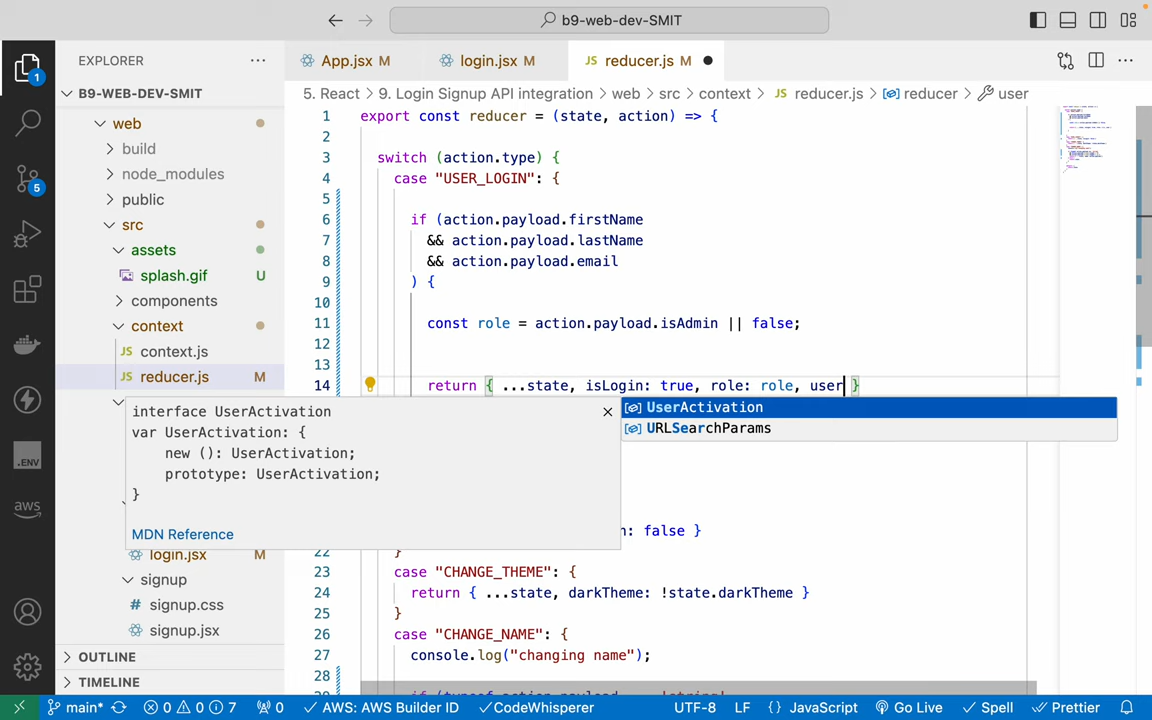 b9-web-dev-SMIT
EXPLORER
App.jsx M
login.jsx M
JS reducer.js M
B9-WEB-DEV-SMIT
5. React > 9. Login Signup API integration > web > src > context > JS reducer.js > reducer > user
1
web
build
node_modules
public
src
assets
splash.gif U
components
context
JS context.js
JS reducer.js M
login.jsx M
signup
# signup.css
signup.jsx
OUTLINE
TIMELINE
5
.ENV
aws
1 export const reducer = (state, action) => {
2
3 switch (action.type) {
4 case "USER_LOGIN": {
5
6 if (action.payload.firstName
7 && action.payload.lastName
8 && action.payload.email
9 ) {
10
11 const role = action.payload.isAdmin || false;
12
13
14 return { ...state, isLogin: true, role: role, user }
interface UserActivation
var UserActivation: {
new (): UserActivation;
prototype: UserActivation;
}
MDN Reference
UserActivation
URLSearchParams
n: false }
22 }
23 case "CHANGE_THEME": {
24 return { ...state, darkTheme: !state.darkTheme }
25 }
26 case "CHANGE_NAME": {
27 console.log("changing name");
28
main* 0 0 7 0 AWS: AWS Builder ID CodeWhisperer UTF-8 LF {} JavaScript Go Live Spell Prettier